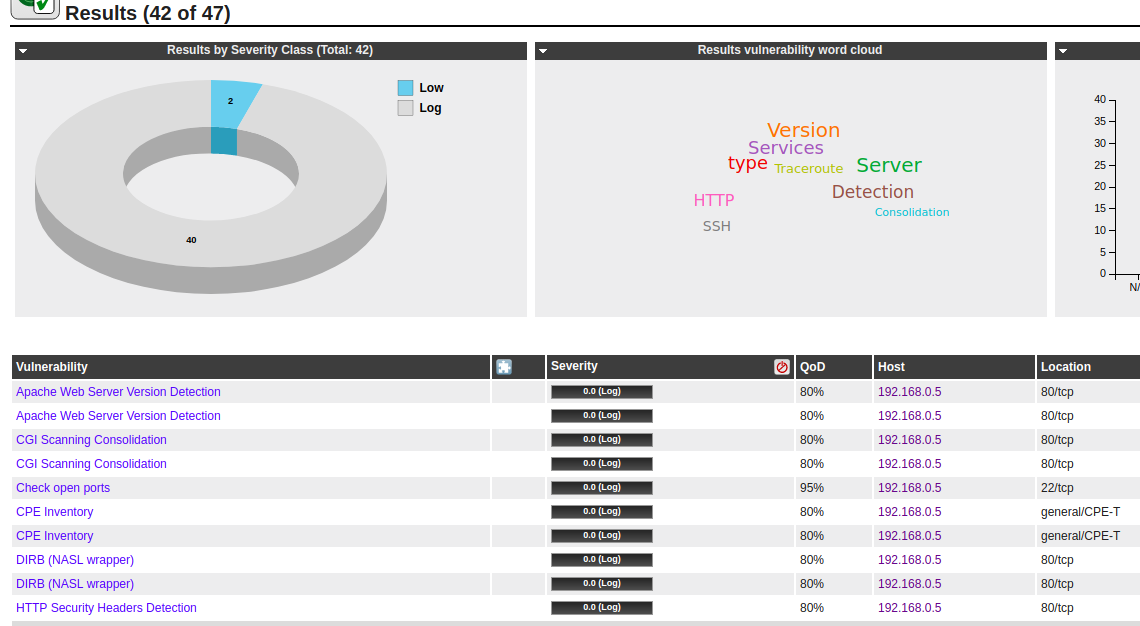 Results (42 of 47)
Results by Severity Class (Total: 42)
2
40
Low
Log
Results vulnerability word cloud
Version
Services
type Traceroute Server
Detection
HTTP
Consolidation
SSH
40
35
30
25
20
15
10
5
0
N/
Vulnerability Severity QoD Host Location
Apache Web Server Version Detection 0.0 (Log) 80% 192.168.0.5 80/tcp
Apache Web Server Version Detection 0.0 (Log) 80% 192.168.0.5 80/tcp
CGI Scanning Consolidation 0.0 (Log) 80% 192.168.0.5 80/tcp
CGI Scanning Consolidation 0.0 (Log) 80% 192.168.0.5 80/tcp
Check open ports 0.0 (Log) 95% 192.168.0.5 22/tcp
CPE Inventory 0.0 (Log) 80% 192.168.0.5 general/CPE-T
CPE Inventory 0.0 (Log) 80% 192.168.0.5 general/CPE-T
DIRB (NASL wrapper) 0.0 (Log) 80% 192.168.0.5 80/tcp
DIRB (NASL wrapper) 0.0 (Log) 80% 192.168.0.5 80/tcp
HTTP Security Headers Detection 0.0 (Log) 80% 192.168.0.5 80/tcp